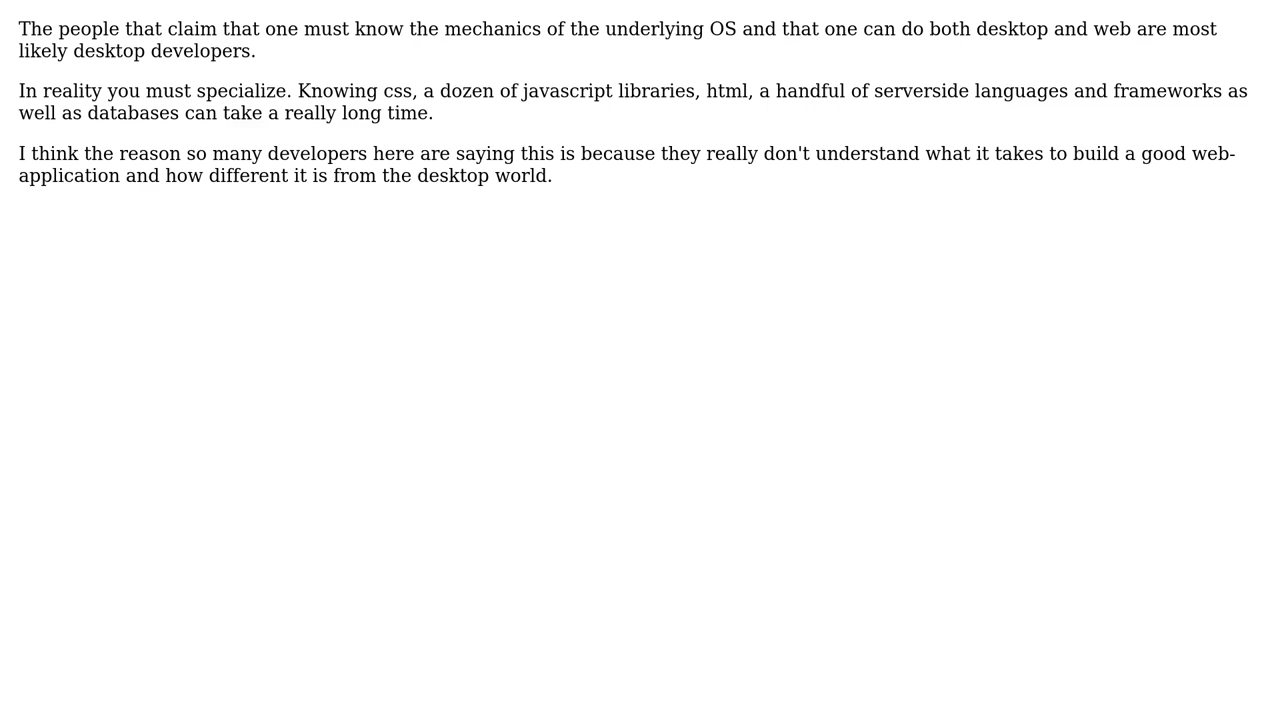 The people that claim that one must know the mechanics of the underlying OS and that one can do both desktop and web are most
likely desktop developers.
In reality you must specialize. Knowing css, a dozen of javascript libraries, html, a handful of serverside languages and frameworks as
well as databases can take a really long time.
I think the reason so many developers here are saying this is because they really don't understand what it takes to build a good web-
application and how different it is from the desktop world.